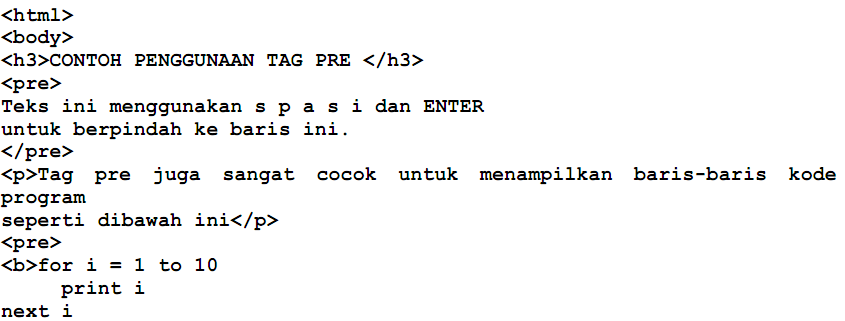 <html>
<body>
<h3>CONTOH PENGGUNAAN TAG PRE </h3>
<pre>
Teks ini menggunakan s p a s i dan ENTER
untuk berpindah ke baris ini.
</pre>
<p>Tag pre juga sangat cocok untuk menampilkan baris-baris kode
program
seperti dibawah ini</p>
<pre>
<b>for i = 1 to 10
     print i
next i